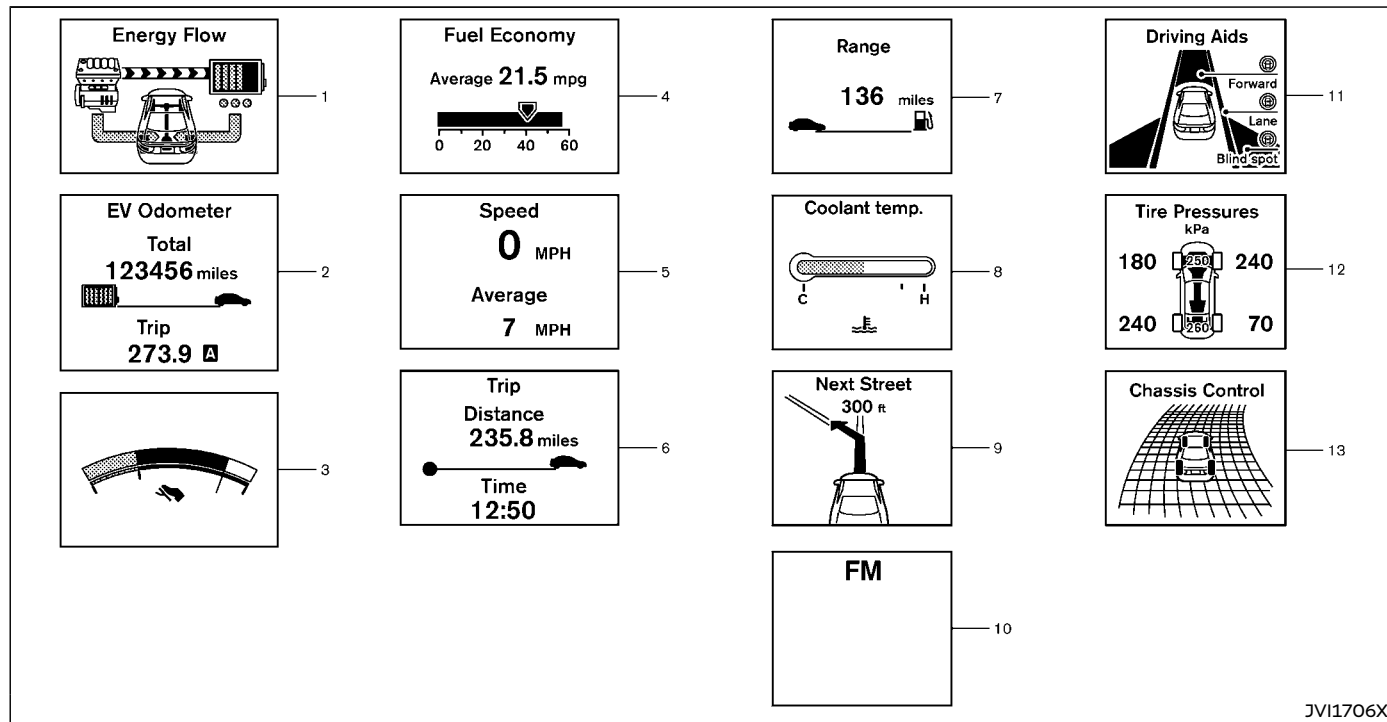 Energy Flow
1
EV Odometer
Total
123456 miles
Trip
273.9 A
2
3
Fuel Economy
Average 21.5 mpg
0 20 40 60
4
Speed
0 MPH
Average
7 MPH
5
Trip
Distance
235.8 miles
Time
12:50
6
Range
136 miles
7
Coolant temp.
C H
8
Next Street
300 ft
9
FM
10
Driving Aids
Forward
Lane
Blind spot
11
Tire Pressures
kPa
180 250 240
240 260 70
12
Chassis Control
13
JVI1706X